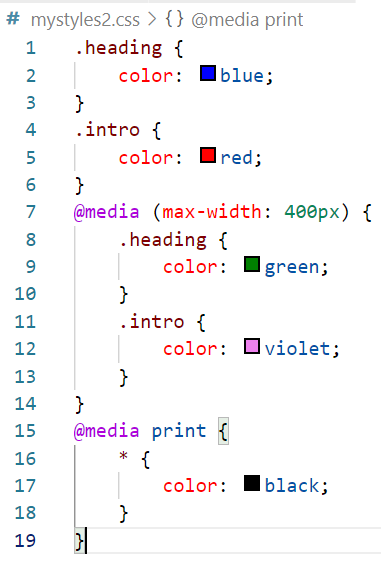 # mystyles2.css > {} @media print
1 .heading {
2 color: blue;
3 }
4 .intro {
5 color: red;
6 }
7 @media (max-width: 400px) {
8 .heading {
9 color: green;
10 }
11 .intro {
12 color: violet;
13 }
14 }
15 @media print {
16 * {
17 color: black;
18 }
19 }